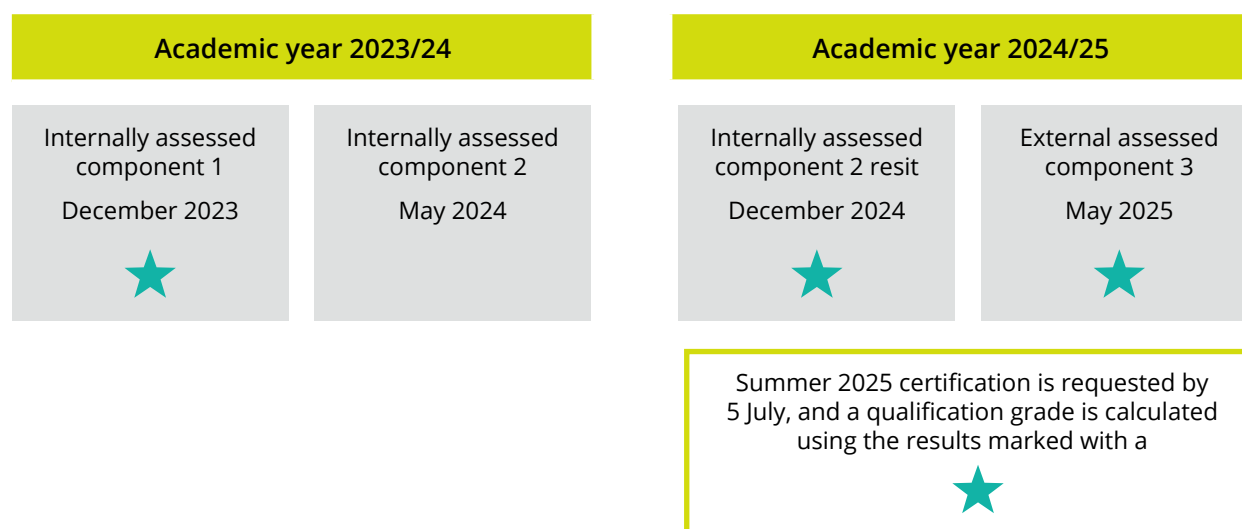 Academic year 2023/24
Academic year 2024/25
Internally assessed
component 1
December 2023
Internally assessed
component 2
May 2024
Internally assessed
component 2 resit
December 2024
External assessed
component 3
May 2025
Summer 2025 certification is requested by
5 July, and a qualification grade is calculated
using the results marked with a